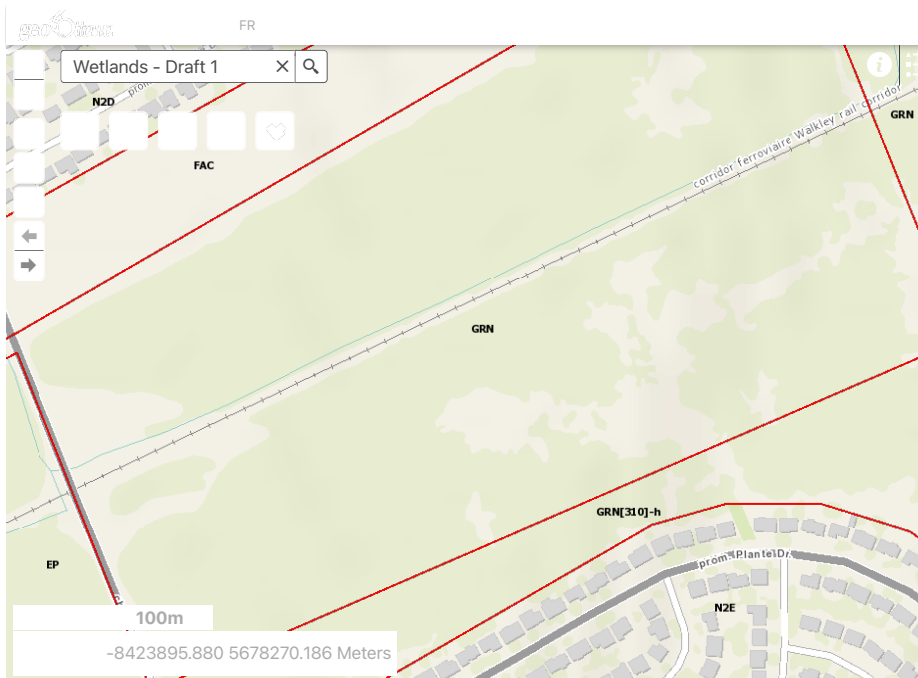 geoOttawa
FR
Wetlands - Draft 1
N2D
prom
FAC
corridor ferroviaire Walkley rail corridor
GRN
GRN
GRN[310]-h
EP
prom. Plante Dr.
N2E
100m
-8423895.880 5678270.186 Meters